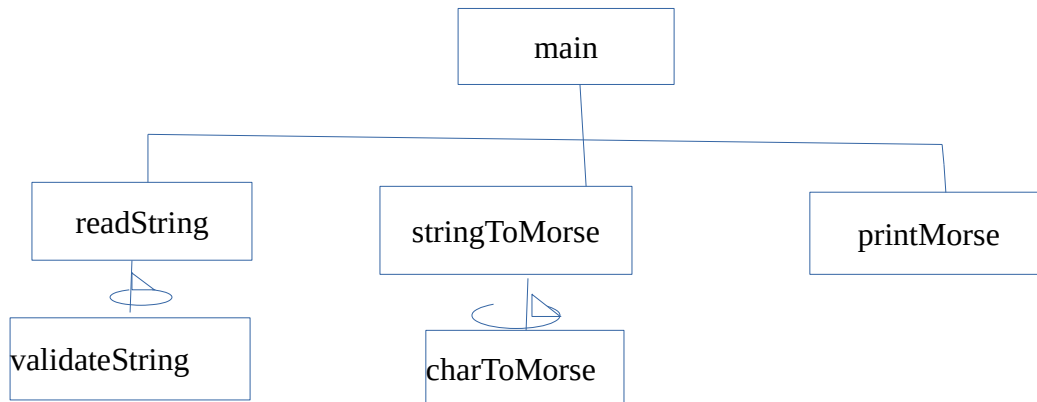 main
readString
stringToMorse
printMorse
validateString
charToMorse